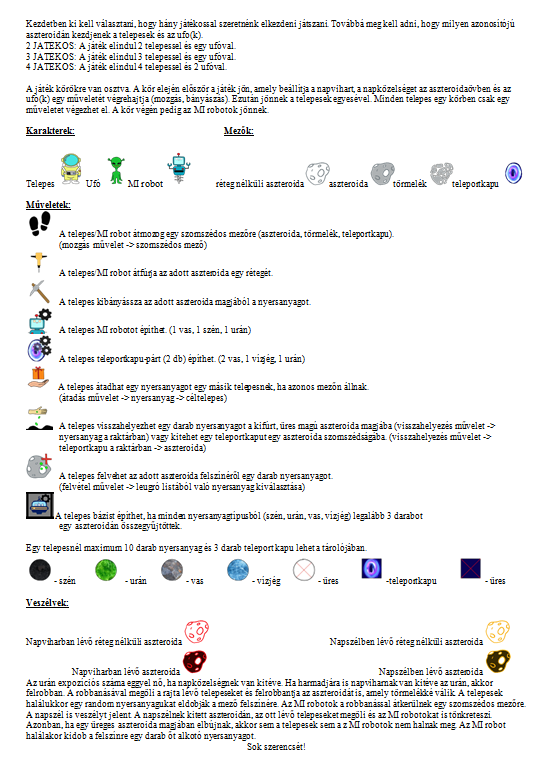 Kezdetben ki kell választani, hogy hány játékossal szeretnénk elkezdeni játszani. Továbbá meg kell adni, hogy milyen azonosítójú
aszteroidán kezdjenek a telepesek és az ufó(k).
2 JATEKOS: A játék elindul 2 telepessel és egy ufóval.
3 JATEKOS: A játék elindul 3 telepessel és egy ufóval.
4 JATEKOS: A játék elindul 4 telepessel és 2 ufóval.
A játék körökre van osztva. A kör elején először a játék jön, amely beállítja a napvihart, a napközelséget az aszteroidaövben és az
ufó(k) egy műveletét végrehajtja (mozgás, bányászás). Ezután jönnek a telepesek egyesével. Minden telepes egy körben csak egy
műveletet végezhet el. A kör végén pedig az MI robotok jönnek.
Karakterek: Mezők:
Telepes Ufó MI robot réteg nélküli aszteroida aszteroida törmelék teleportkapu
Műveletek:
A telepes/MI robot átmozog egy szomszédos mezőre (aszteroida, törmelék, teleportkapu).
(mozgás művelet -> szomszédos mező)
A telepes/MI robot átfúrja az adott aszteroida egy rétegét.
A telepes kibányássza az adott aszteroida magjából a nyersanyagot.
A telepes MI robotot építhet. (1 vas, 1 szén, 1 urán)
A telepes teleportkapu-párt (2 db) építhet. (2 vas, 1 vízjég, 1 urán)
A telepes átadhat egy nyersanyagot egy másik telepesnek, ha azonos mezőn állnak.
(átadás művelet -> nyersanyag -> céltelepes)
A telepes visszahelyezhet egy darab nyersanyagot a kifúrt, üres magú aszteroida magjába (visszahelyezés művelet ->
nyersanyag a raktárban) vagy kitehet egy teleportkaput egy aszteroida szomszédságába. (visszahelyezés művelet ->
teleportkapu a raktárban -> aszteroida)
A telepes felvehet az adott aszteroida felszínéről egy darab nyersanyagot.
(felvétel művelet -> leugró listából való nyersanyag kiválasztása)
A telepes bázist építhet, ha minden nyersanyagtípusból (szén, urán, vas, vízjég) legalább 3 darabot
egy aszteroidán összegyűjtöttek.
Egy telepesnél maximum 10 darab nyersanyag és 3 darab teleportkapu lehet a tárolójában.
- szén - urán - vas - vízjég - üres -teleportkapu - üres
Veszélyek:
Napviharban lévő réteg nélküli aszteroida Napszélben lévő réteg nélküli aszteroida
Napviharban lévő aszteroida Napszélben lévő aszteroida
Az urán expozíciós száma eggyel nő, ha napközelségnek van kitéve. Ha harmadjára is napviharnak van kitéve az urán, akkor
felrobban. A robbanásával megöli a rajta lévő telepeseket és felrobbantja az aszteroidát is, amely törmelékké válik. A telepesek
halálukkor egy random nyersanyagukat eldobják a mező felszínére. Az MI robotok a robbanással átkerülnek egy szomszédos mezőre.
A napszél is veszélyt jelent. A napszélnek kitett aszteroidán, az ott lévő telepeseket megöli és az MI robotokat is tönkreteszi.
Azonban, ha egy üreges aszteroida magjában elbújnak, akkor sem a telepesek sem a z MI robotok nem halnak meg. Az MI robot
halálakor kidob a felszínre egy darab őt alkotó nyersanyagot.
Sok szerencsét!